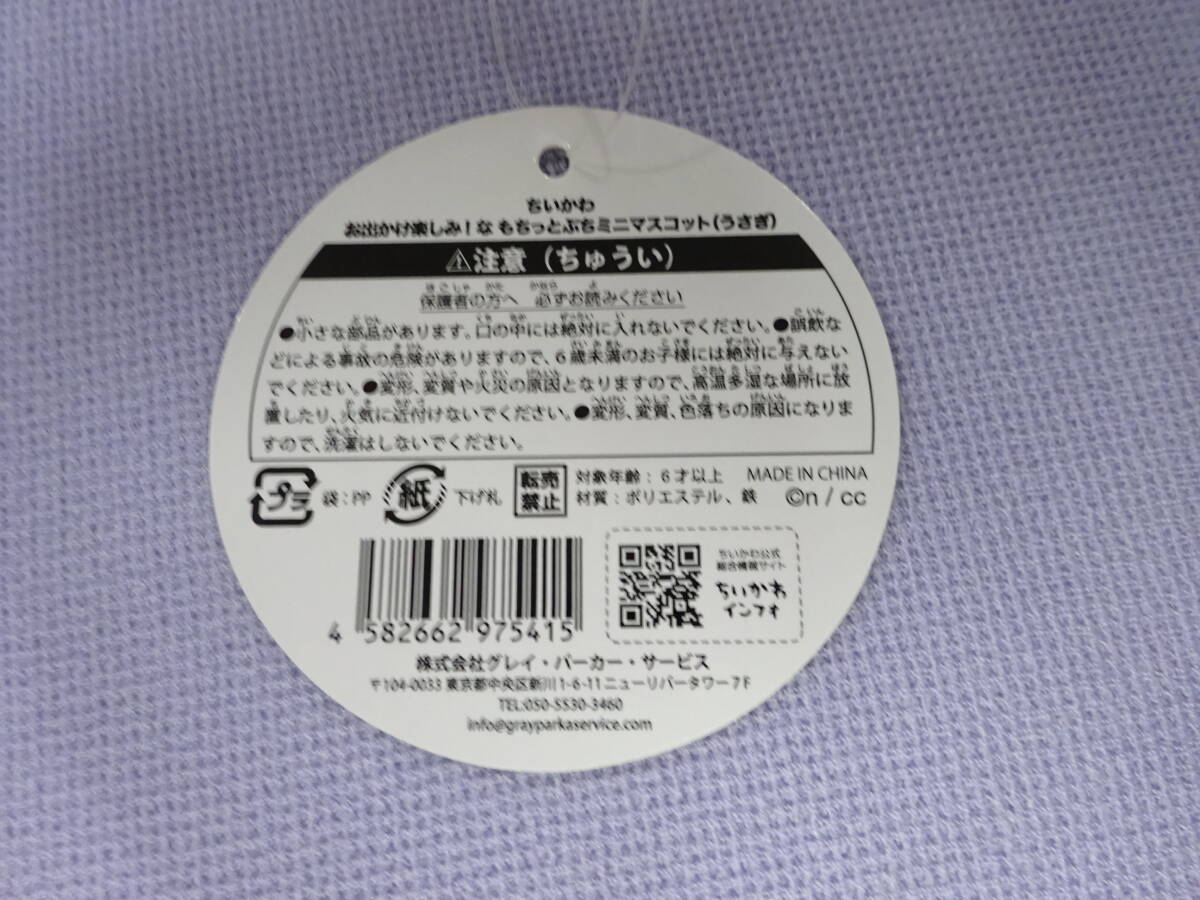 ちいかわ
お出かけ楽しみ!な もちっとぷちミニマスコット(うさぎ)
⚠注意(ちゅうい)
保護者の方へ 必ずお読みください
●小さな部品があります。口の中には絶対に入れないでください。●誤飲な
どによる事故の危険がありますので、6歳未満のお子様には絶対に与えない
でください。●変形、変質や火災の原因となりますので、高温多湿な場所に放
置したり、火気に近付けないでください。●変形、変質、色落ちの原因になりま
すので、洗濯はしないでください。
プラ 袋:PP 紙 下げ札
転売
禁止
対象年齢:6才以上 MADE IN CHINA
材質:ポリエステル、鉄 ©n / cc
4 582662 975415
ちいかわ公式
総合情報サイト
ちいかわ
インフォ
株式会社グレイ・パーカー・サービス
〒104-0033 東京都中央区新川1-6-11ニューリバータワー7F
TEL:050-5530-3460
info@grayparkaservice.com